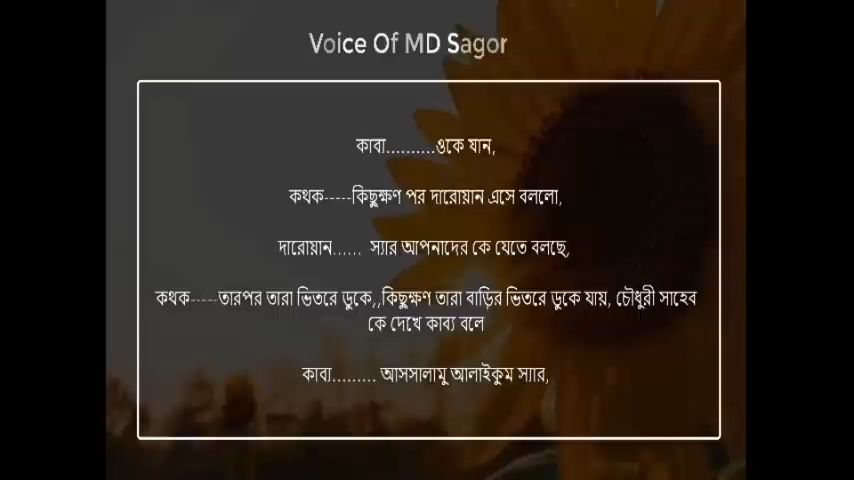 Voice Of MD Sagor
কাব্য..........ওকে যান,
কথক-----কিছুক্ষণ পর দারোয়ান এসে বললো,
দারোয়ান...... স্যার আপনাদের কে যেতে বলছে,
কথক-----তারপর তারা ভিতরে ডুকে,,কিছুক্ষণ তারা বাড়ির ভিতরে ডুকে যায়, চৌধুরী সাহেব
কে দেখে কাব্য বলে
কাব্য......... আসসালামু আলাইকুম স্যার,